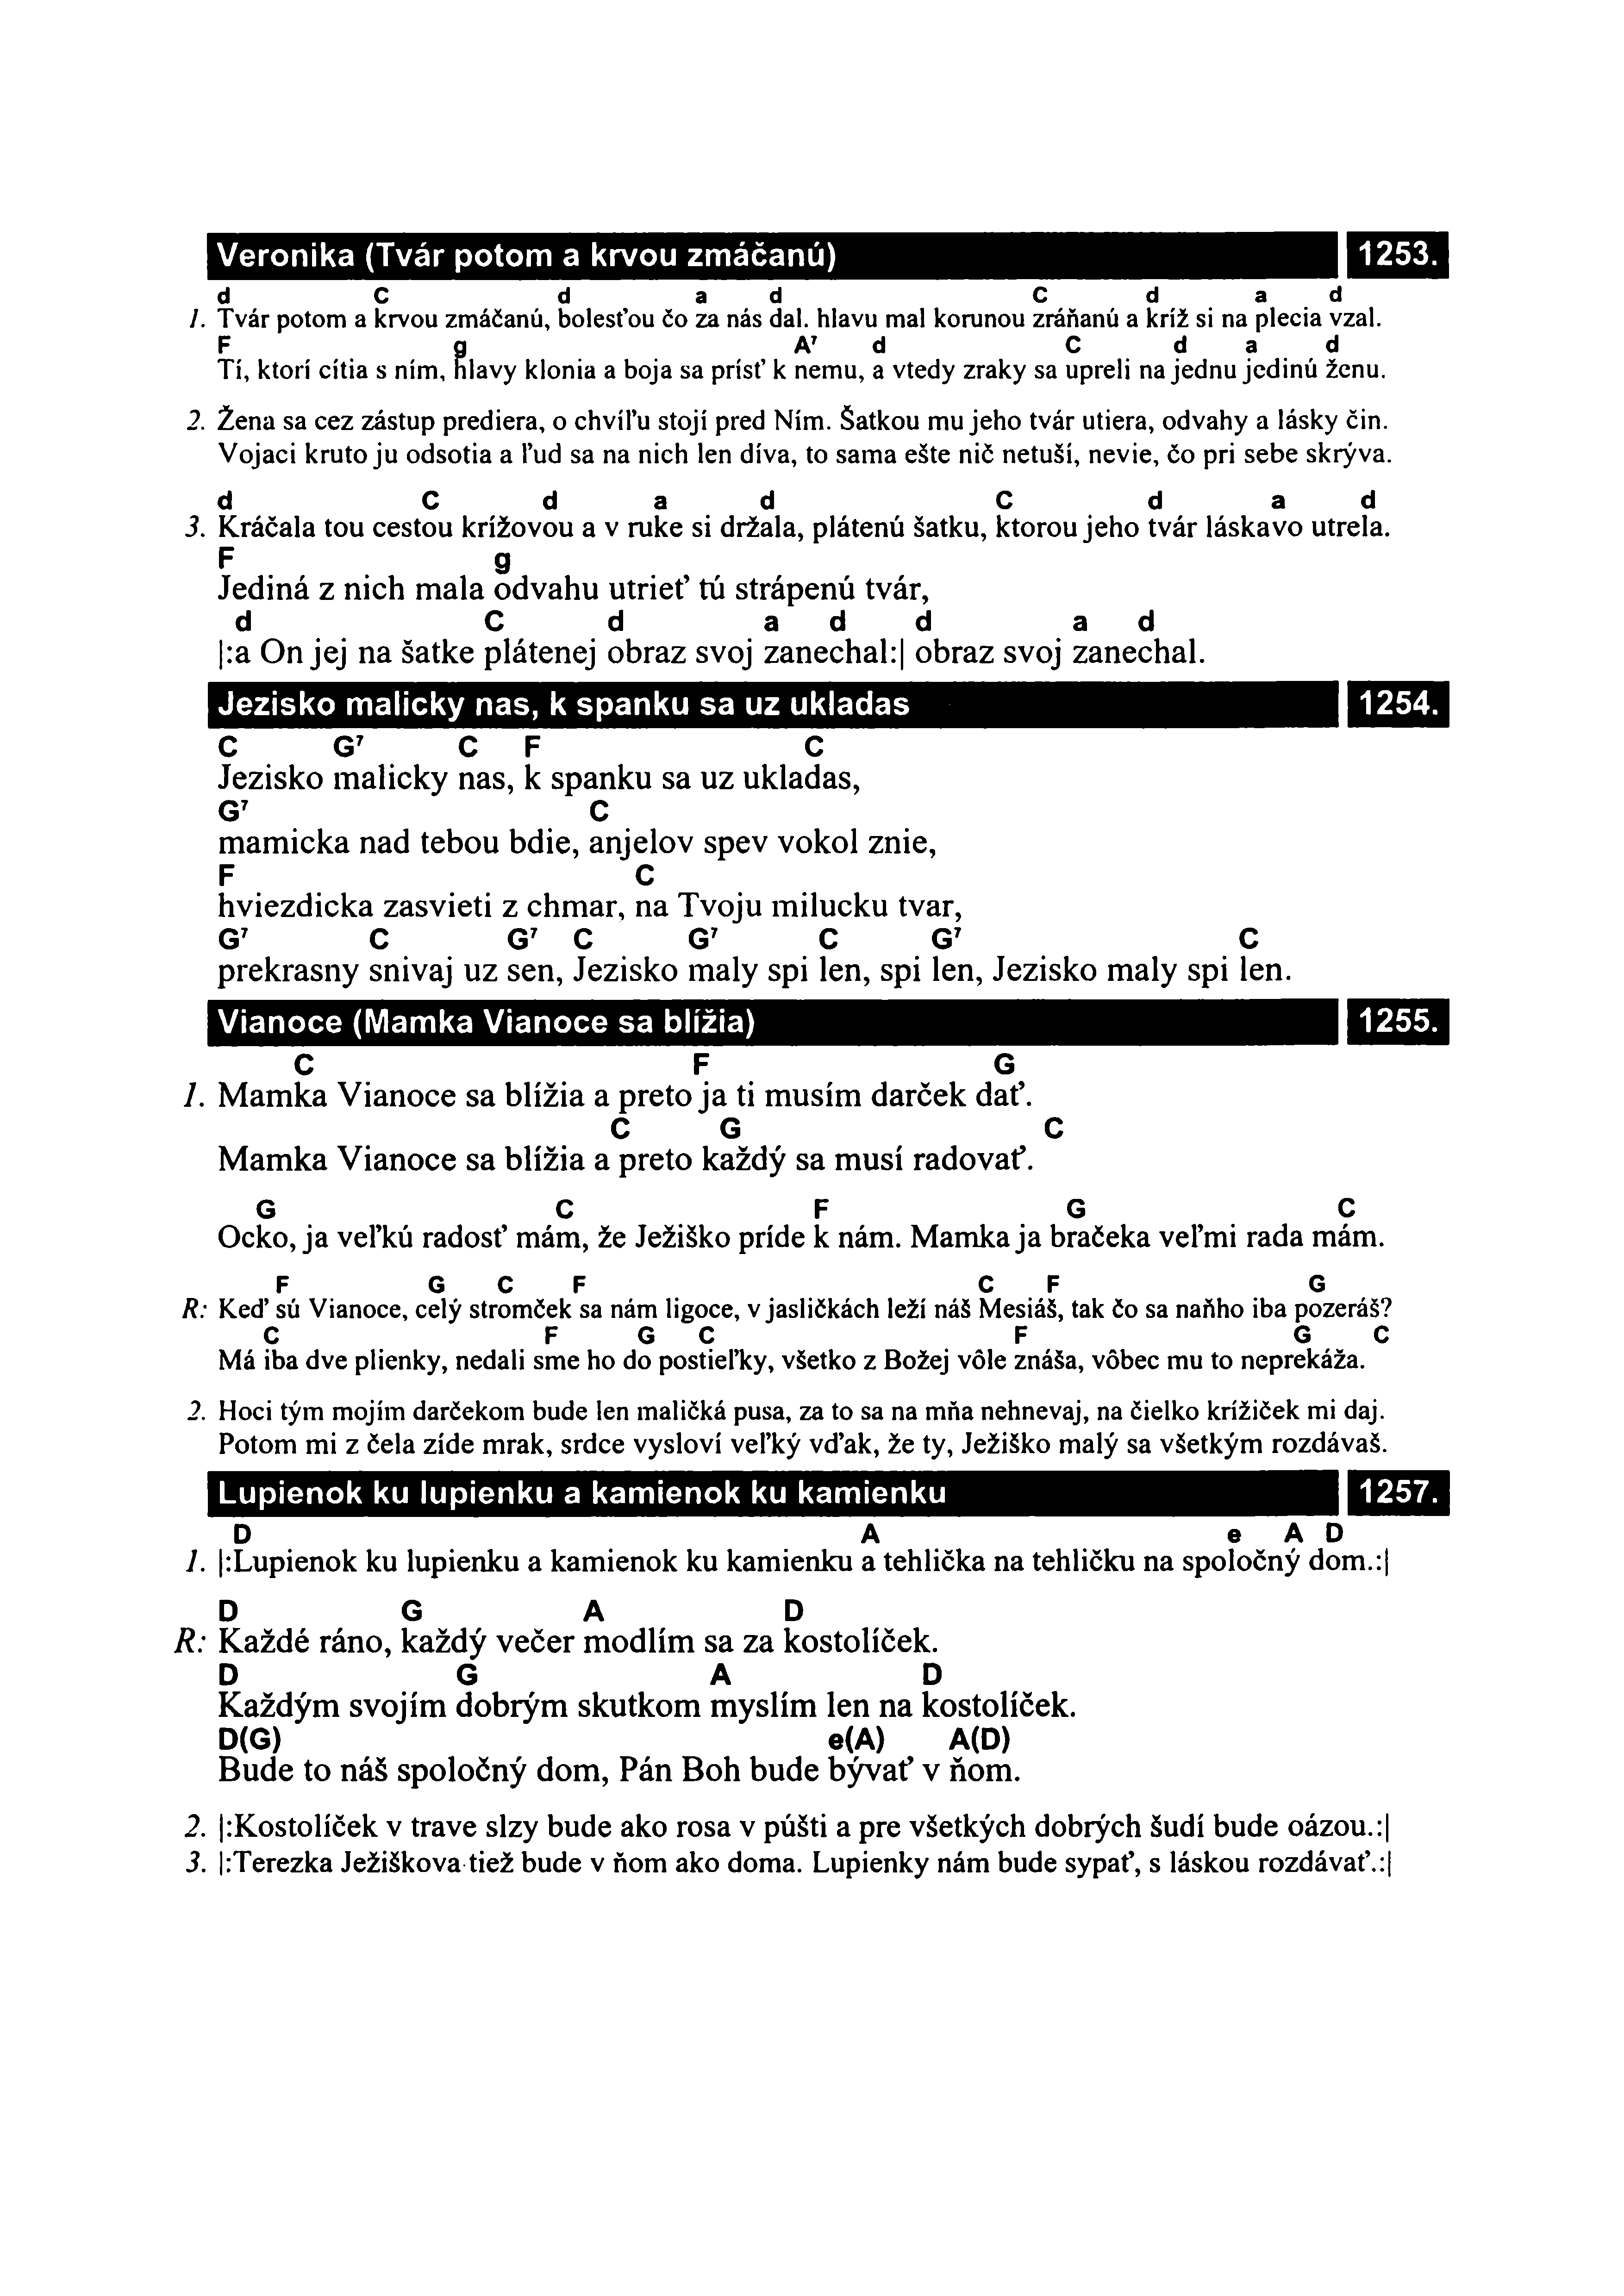 Veronika (Tvár potom a krvou zmáčanú) 1253.
d C d a d C d a d
1. Tvár potom a krvou zmáčanú, bolesťou čo za nás dal. hlavu mal korunou zráňanú a kríž si na plecia vzal.
F g A7 d C d a d
Tí, ktorí cítia s ním, hlavy klonia a boja sa prísť k nemu, a vtedy zraky sa upreli na jednu jedinú ženu.
2. Žena sa cez zástup prediera, o chvíľu stojí pred Ním. Šatkou mu jeho tvár utiera, odvahy a lásky čin.
Vojaci kruto ju odsotia a ľud sa na nich len díva, to sama ešte nič netuší, nevie, čo pri sebe skrýva.
d C d a d C d a d
3. Kráčala tou cestou krížovou a v ruke si držala, plátenú šatku, ktorou jeho tvár láskavo utrela.
F g
Jediná z nich mala odvahu utrieť tú strápenú tvár,
d C d a d d a d
|:a On jej na šatke plátenej obraz svoj zanechal:| obraz svoj zanechal.
Jezisko malicky nas, k spanku sa uz ukladas 1254.
C G7 C F C
Jezisko malicky nas, k spanku sa uz ukladas,
G7 C
mamicka nad tebou bdie, anjelov spev vokol znie,
F C
hviezdicka zasvieti z chmar, na Tvoju milucku tvar,
G7 C G7 C G7 C G7 C
prekrasny snivaj uz sen, Jezisko maly spi len, spi len, Jezisko maly spi len.
Vianoce (Mamka Vianoce sa blížia) 1255.
C F G
1. Mamka Vianoce sa blížia a preto ja ti musím darček dať.
C G C
Mamka Vianoce sa blížia a preto každý sa musí radovať.
G C F G C
Ocko, ja veľkú radosť mám, že Ježiško príde k nám. Mamka ja bračeka veľmi rada mám.
F G C F C F G
R: Keď sú Vianoce, celý stromček sa nám ligoce, v jasličkách leží náš Mesiáš, tak čo sa naňho iba pozeráš?
C F G C F G C
Má iba dve plienky, nedali sme ho do postieľky, všetko z Božej vôle znáša, vôbec mu to neprekáža.
2. Hoci tým mojím darčekom bude len maličká pusa, za to sa na mňa nehnevaj, na čielko krížiček mi daj.
Potom mi z čela zíde mrak, srdce vysloví veľký vďak, že ty, Ježiško malý sa všetkým rozdávaš.
Lupienok ku lupienku a kamienok ku kamienku 1257.
D A e A D
1. |:Lupienok ku lupienku a kamienok ku kamienku a tehlička na tehličku na spoločný dom.:|
D G A D
R: Každé ráno, každý večer modlím sa za kostolíček.
D G A D
Každým svojím dobrým skutkom myslím len na kostolíček.
D(G) e(A) A(D)
Bude to náš spoločný dom, Pán Boh bude bývať v ňom.
2. |:Kostolíček v trave slzy bude ako rosa v púšti a pre všetkých dobrých šudí bude oázou.:|
3. |:Terezka Ježiškova tiež bude v ňom ako doma. Lupienky nám bude sypať, s láskou rozdávať.:|